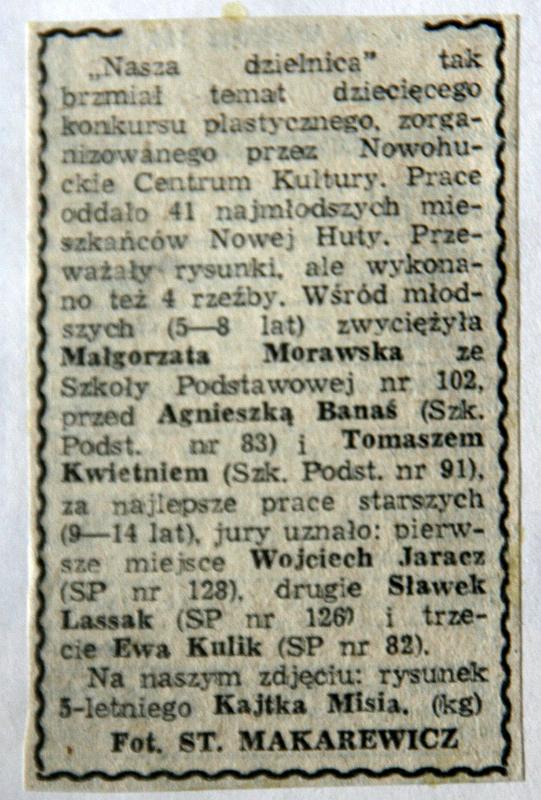 „Nasza dzielnica” tak
brzmiał temat dziecięcego
konkursu plastycznego, zorga-
nizowanego przez Nowohu-
ckie Centrum Kultury. Prace
oddało 41 najmłodszych mie-
szkańców Nowej Huty. Prze-
ważały rysunki, ale wykona-
no też 4 rzeźby. Wśród młod-
szych (5—8 lat) zwyciężyła
Małgorzata Morawska ze
Szkoły Podstawowej nr 102,
przed Agnieszką Banaś (Szk.
Podst. nr 83) i Tomaszem
Kwietniem (Szk. Podst. nr 91),
za najlepsze prace starszych
(9—14 lat), jury uznało: pierw-
sze miejsce Wojciech Jaracz
(SP nr 128), drugie Sławek
Lassak (SP nr 126) i trze-
cie Ewa Kulik (SP nr 82).
Na naszym zdjęciu: rysunek
5-letniego Kajtka Misia. (kg)
Fot. ST. MAKAREWICZ